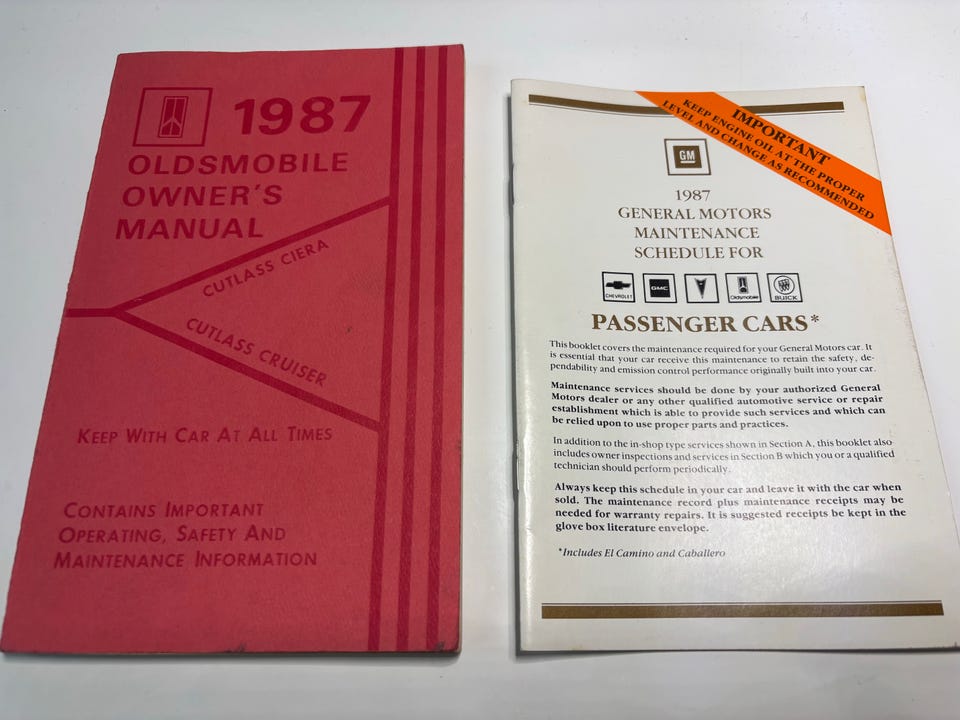 1987
OLDSMOBILE
OWNER'S
MANUAL
CUTLASS CIERA
CUTLASS CRUISER
KEEP WITH CAR AT ALL TIMES
CONTAINS IMPORTANT
OPERATING, SAFETY AND
MAINTENANCE INFORMATION
IMPORTANT
KEEP ENGINE OIL AT THE PROPER
LEVEL AND CHANGE AS RECOMMENDED
GM
1987
GENERAL MOTORS
MAINTENANCE
SCHEDULE FOR
CHEVROLET GMC Oldsmobile BUICK
PASSENGER CARS*
This booklet covers the maintenance required for your General Motors car. It
is essential that your car receive this maintenance to retain the safety, de-
pendability and emission control performance originally built into your car.
Maintenance services should be done by your authorized General
Motors dealer or any other qualified automotive service or repair
establishment which is able to provide such services and which can
be relied upon to use proper parts and practices.
In addition to the in-shop type services shown in Section A, this booklet also
includes owner inspections and services in Section B which you or a qualified
technician should perform periodically.
Always keep this schedule in your car and leave it with the car when
sold. The maintenance record plus maintenance receipts may be
needed for warranty repairs. It is suggested receipts be kept in the
glove box literature envelope.
*Includes El Camino and Caballero